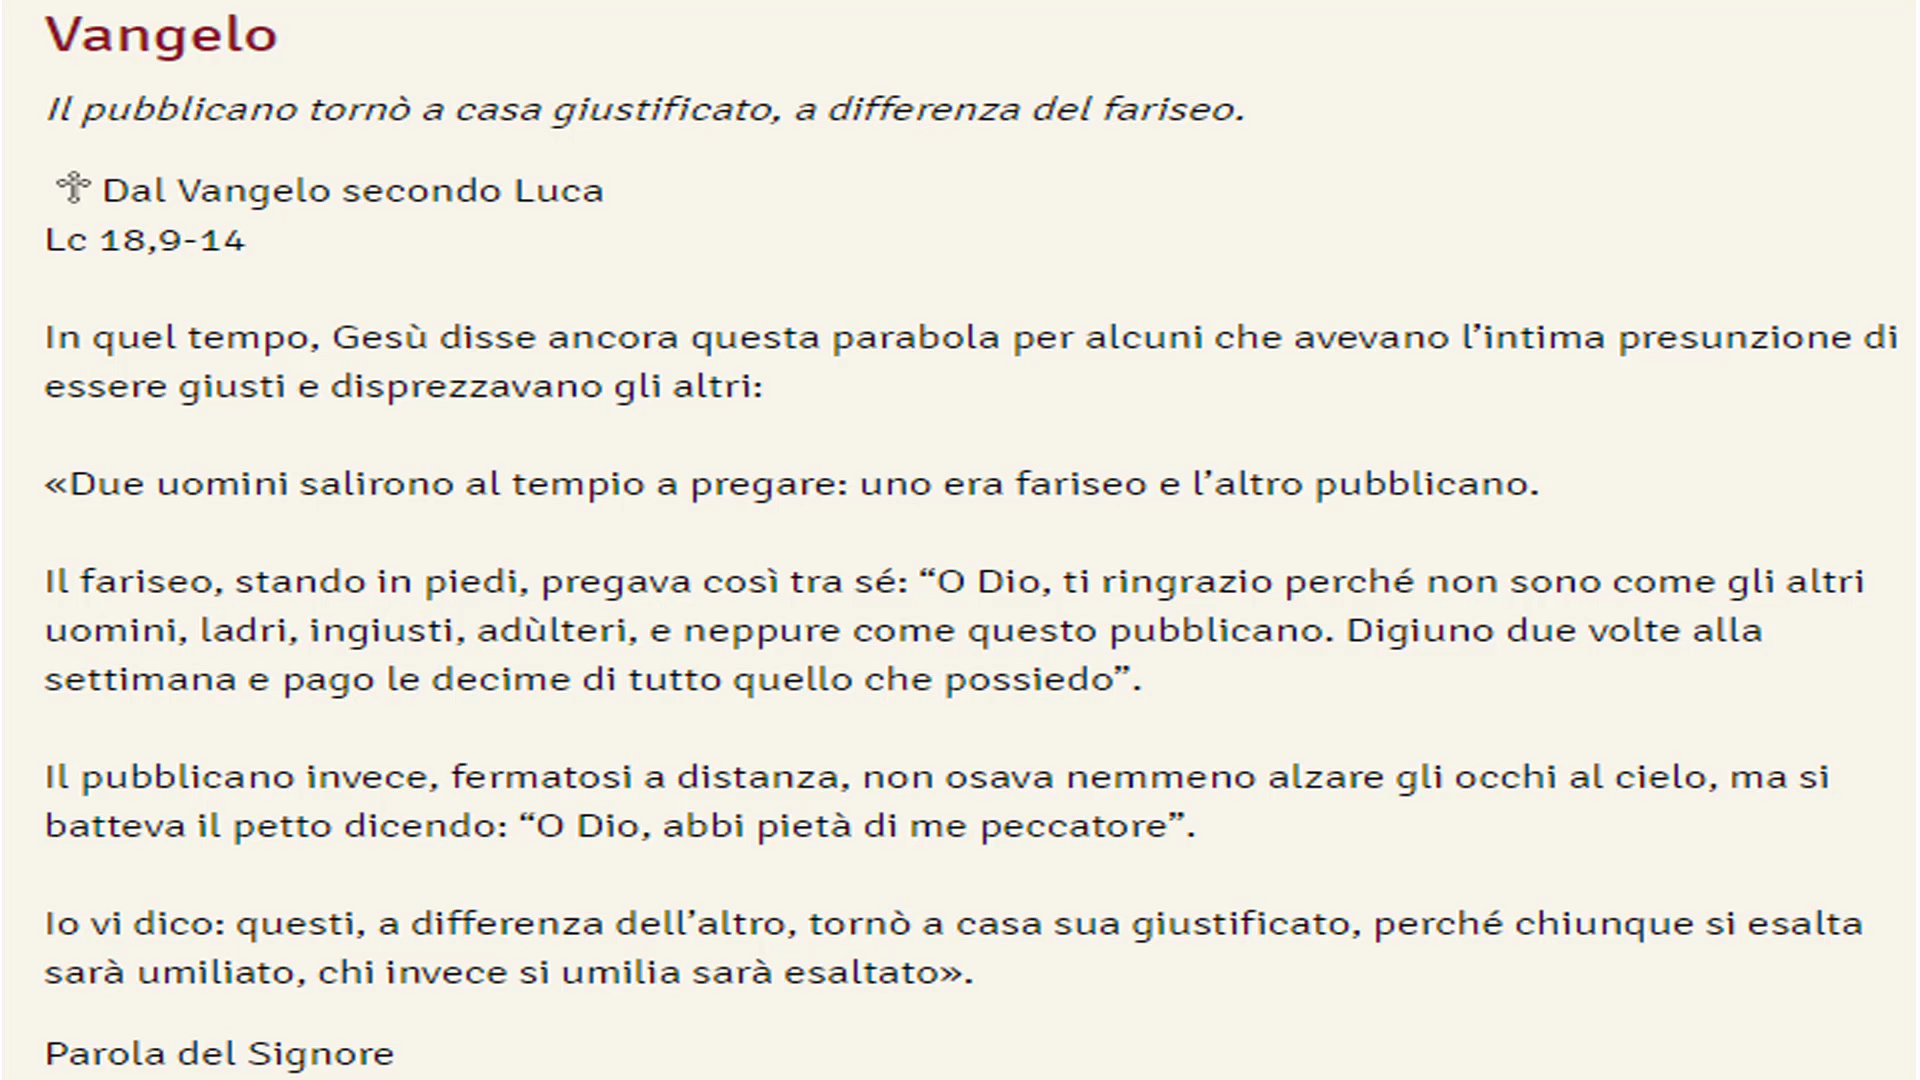 Vangelo
Il pubblicano tornò a casa giustificato, a differenza del fariseo.
✝ Dal Vangelo secondo Luca
Lc 18,9-14
In quel tempo, Gesù disse ancora questa parabola per alcuni che avevano l’intima presunzione di
essere giusti e disprezzavano gli altri:
«Due uomini salirono al tempio a pregare: uno era fariseo e l’altro pubblicano.
Il fariseo, stando in piedi, pregava così tra sé: “O Dio, ti ringrazio perché non sono come gli altri
uomini, ladri, ingiusti, adùlteri, e neppure come questo pubblicano. Digiuno due volte alla
settimana e pago le decime di tutto quello che possiedo”.
Il pubblicano invece, fermatosi a distanza, non osava nemmeno alzare gli occhi al cielo, ma si
batteva il petto dicendo: “O Dio, abbi pietà di me peccatore”.
Io vi dico: questi, a differenza dell’altro, tornò a casa sua giustificato, perché chiunque si esalta
sarà umiliato, chi invece si umilia sarà esaltato».
Parola del Signore